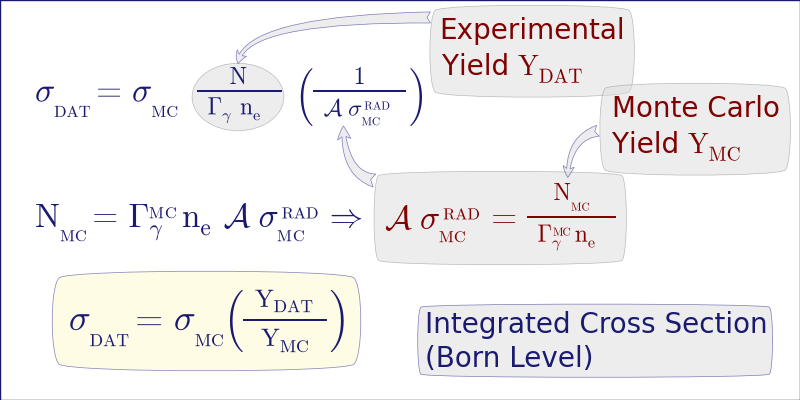 Experimental
Yield Y_DAT
σ_DAT = σ_MC N / Γ_γ n_e ( 1 / 𝒜 σ_MC^RAD )
Monte Carlo
Yield Y_MC
N_MC = Γ_γ^MC n_e 𝒜 σ_MC^RAD ⇒ 𝒜 σ_MC^RAD = N_MC / Γ_γ^MC n_e
σ_DAT = σ_MC ( Y_DAT / Y_MC )
Integrated Cross Section
(Born Level)